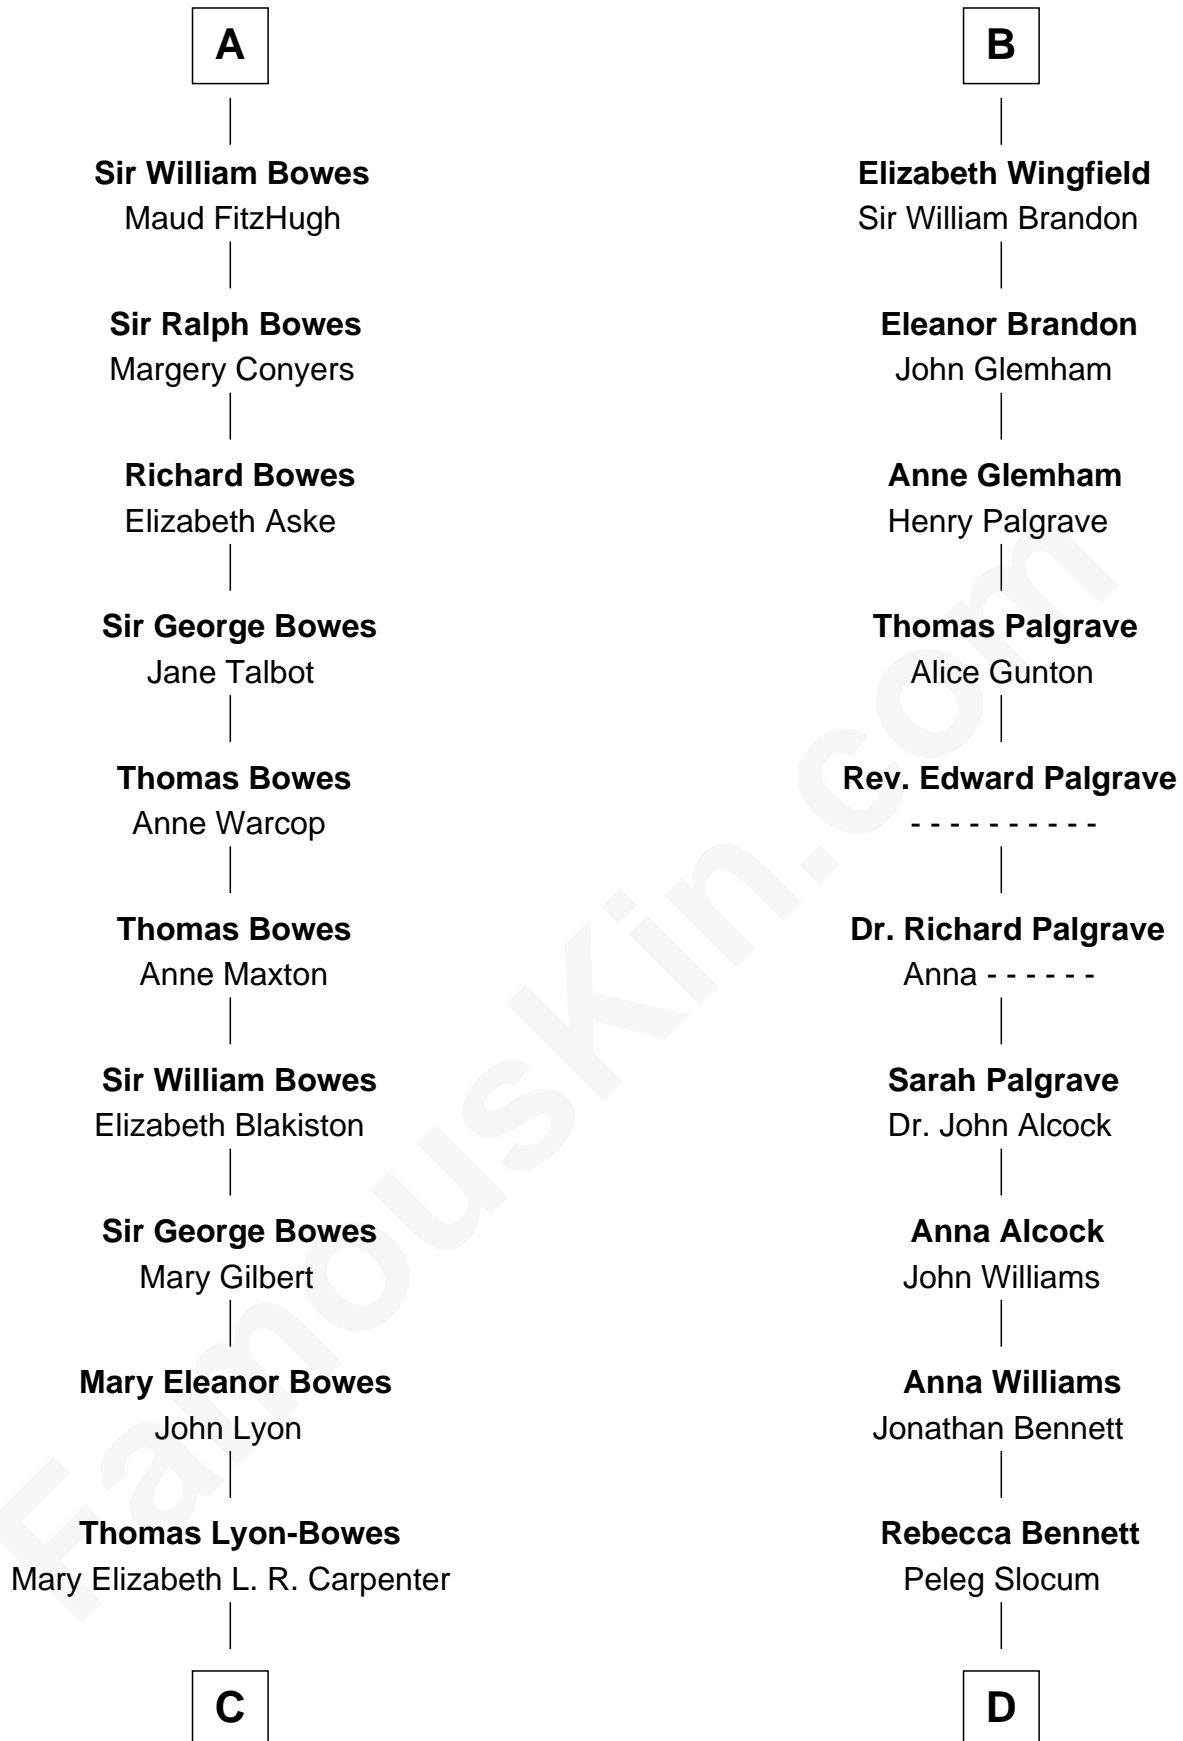 A
Sir William Bowes
Maud FitzHugh
Sir Ralph Bowes
Margery Conyers
Richard Bowes
Elizabeth Aske
Sir George Bowes
Jane Talbot
Thomas Bowes
Anne Warcop
Thomas Bowes
Anne Maxton
Sir William Bowes
Elizabeth Blakiston
Sir George Bowes
Mary Gilbert
Mary Eleanor Bowes
John Lyon
Thomas Lyon-Bowes
Mary Elizabeth L. R. Carpenter
C
B
Elizabeth Wingfield
Sir William Brandon
Eleanor Brandon
John Glemham
Anne Glemham
Henry Palgrave
Thomas Palgrave
Alice Gunton
Rev. Edward Palgrave
- - - - - - - - - -
Dr. Richard Palgrave
Anna - - - - - -
Sarah Palgrave
Dr. John Alcock
Anna Alcock
John Williams
Anna Williams
Jonathan Bennett
Rebecca Bennett
Peleg Slocum
D
FamousKin.com